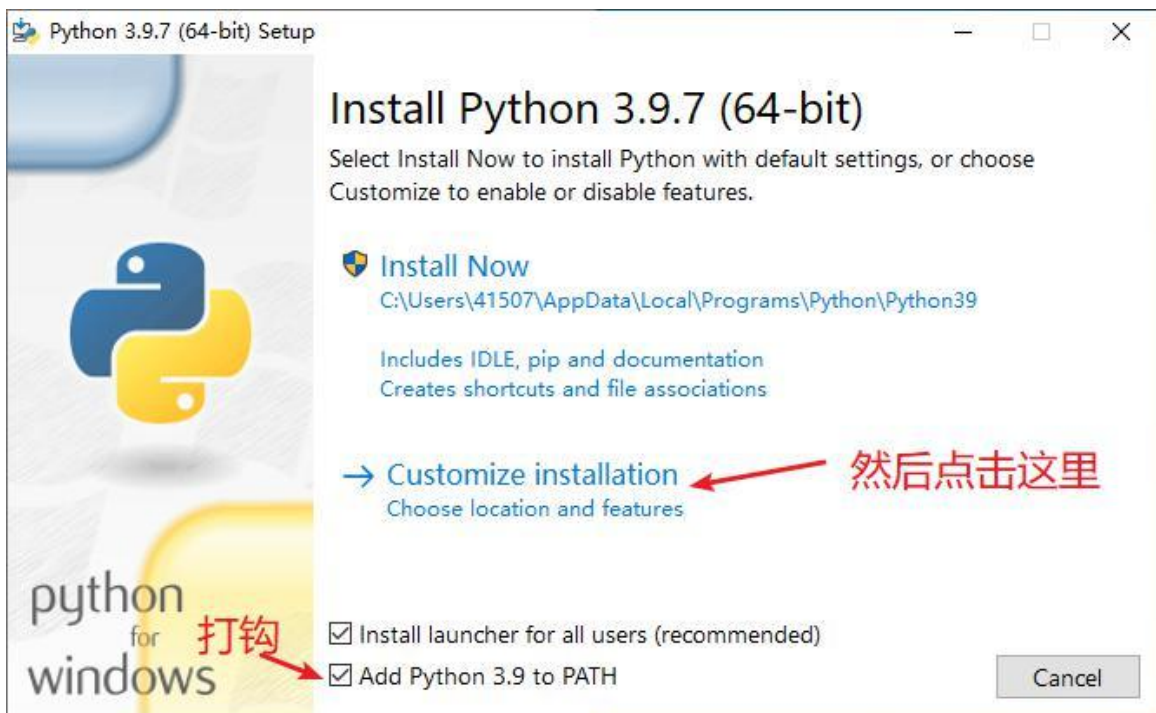 Python 3.9.7 (64-bit) Setup
Install Python 3.9.7 (64-bit)
Select Install Now to install Python with default settings, or choose
Customize to enable or disable features.
Install Now
C:\Users\41507\AppData\Local\Programs\Python\Python39
Includes IDLE, pip and documentation
Creates shortcuts and file associations
Customize installation
然后点击这里
Choose location and features
python
for
windows
打钩
Install launcher for all users (recommended)
Add Python 3.9 to PATH
Cancel